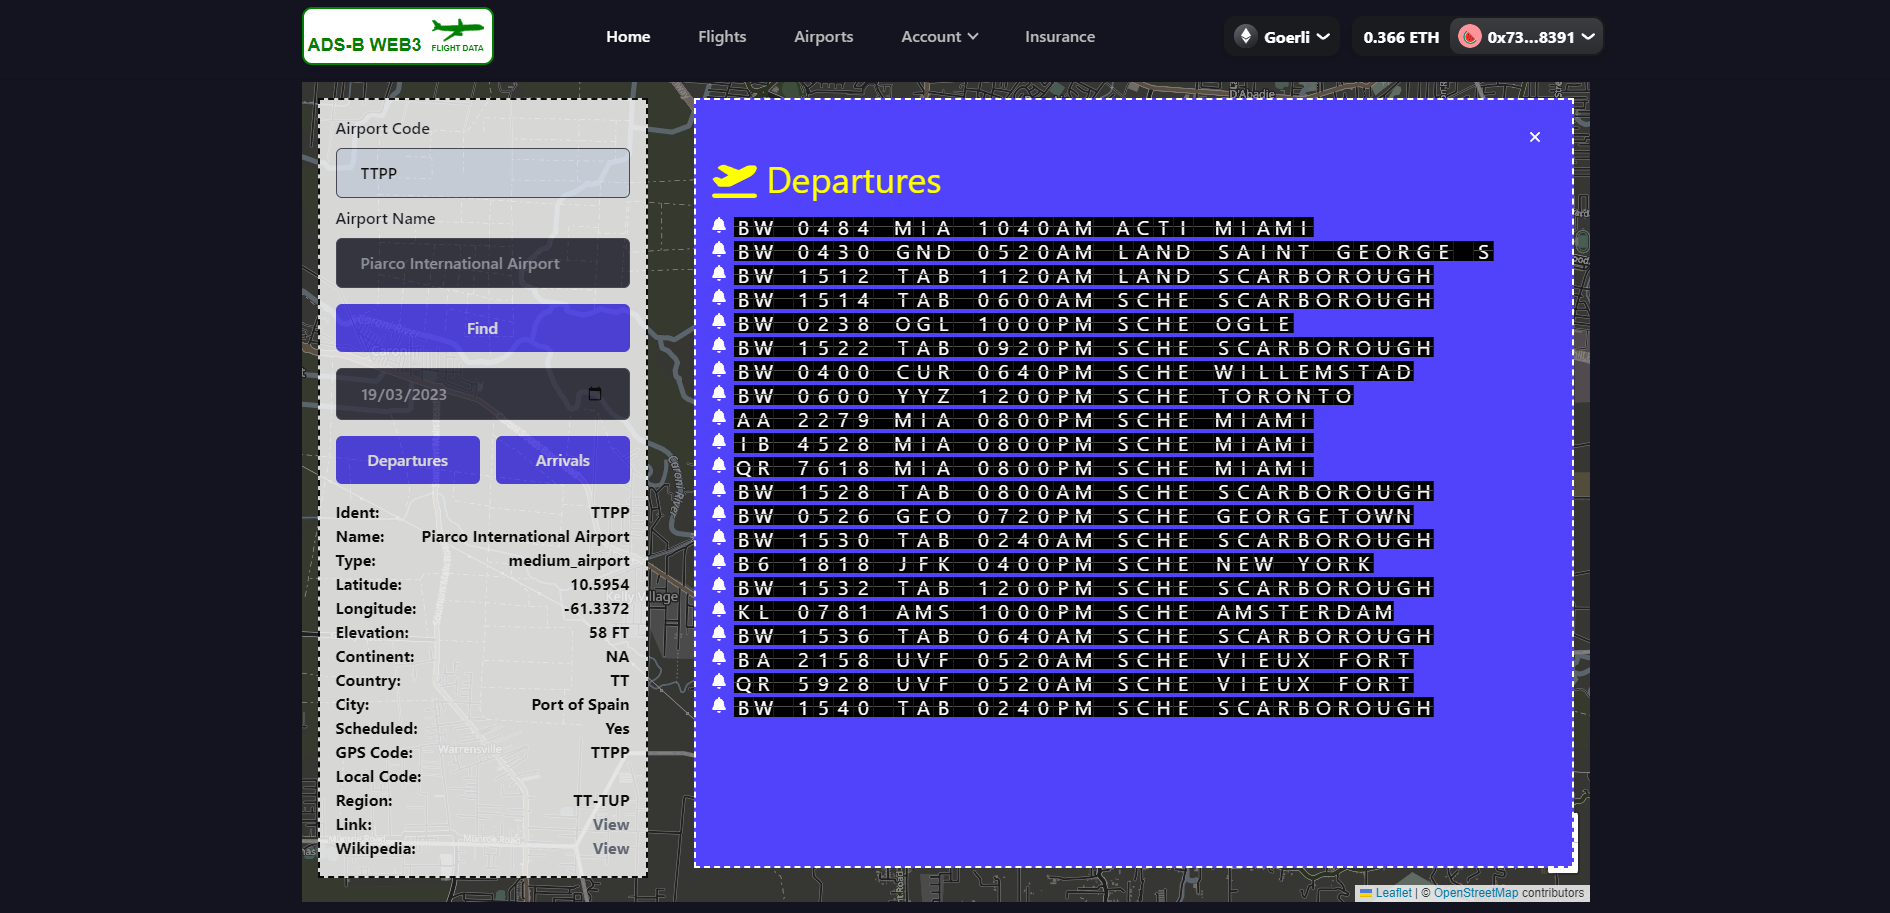 ADS-B WEB3 FLIGHT DATA
Home Flights Airports Account Insurance
Goerli 0.366 ETH 0x73...8391
Airport Code
TTPP
Airport Name
Piarco International Airport
Find
19/03/2023
Departures Arrivals
Ident: TTPP
Name: Piarco International Airport
Type: medium_airport
Latitude: 10.5954
Longitude: -61.3372
Elevation: 58 FT
Continent: NA
Country: TT
City: Port of Spain
Scheduled: Yes
GPS Code: TTPP
Local Code:
Region: TT-TUP
Link: View
Wikipedia: View
D'Abadie
×
Departures
BW 0484 MIA 1040AM ACTI MIAMI
BW 0430 GND 0520AM LAND SAINT GEORGE S
BW 1512 TAB 1120AM LAND SCARBOROUGH
BW 1514 TAB 0600AM SCHE SCARBOROUGH
BW 0238 OGL 1000PM SCHE OGLE
BW 1522 TAB 0920PM SCHE SCARBOROUGH
BW 0400 CUR 0640PM SCHE WILLEMSTAD
BW 0600 YYZ 1200PM SCHE TORONTO
AA 2279 MIA 0800PM SCHE MIAMI
IB 4528 MIA 0800PM SCHE MIAMI
QR 7618 MIA 0800PM SCHE MIAMI
BW 1528 TAB 0800AM SCHE SCARBOROUGH
BW 0526 GEO 0720PM SCHE GEORGETOWN
BW 1530 TAB 0240AM SCHE SCARBOROUGH
B6 1818 JFK 0400PM SCHE NEW YORK
BW 1532 TAB 1200PM SCHE SCARBOROUGH
KL 0781 AMS 1000PM SCHE AMSTERDAM
BW 1536 TAB 0640AM SCHE SCARBOROUGH
BA 2158 UVF 0520AM SCHE VIEUX FORT
QR 5928 UVF 0520AM SCHE VIEUX FORT
BW 1540 TAB 0240PM SCHE SCARBOROUGH
Caroni River
Kelly Village
Warrensville
Leaflet | © OpenStreetMap contributors